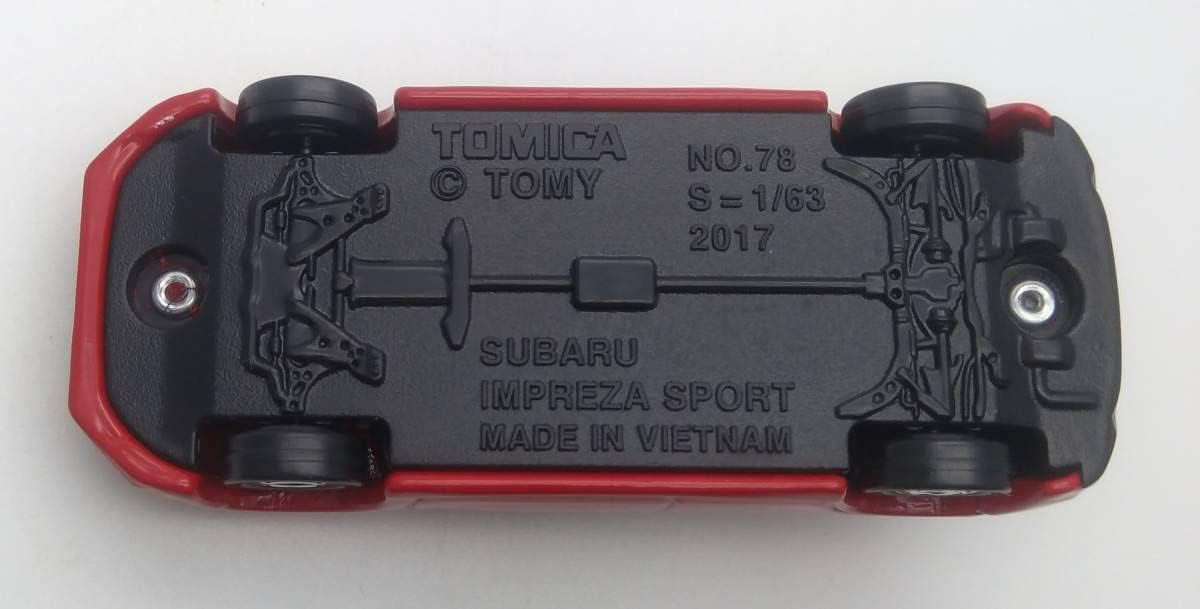 TOMICA
© TOMY
NO.78
S=1/63
2017
SUBARU
IMPREZA SPORT
MADE IN VIETNAM